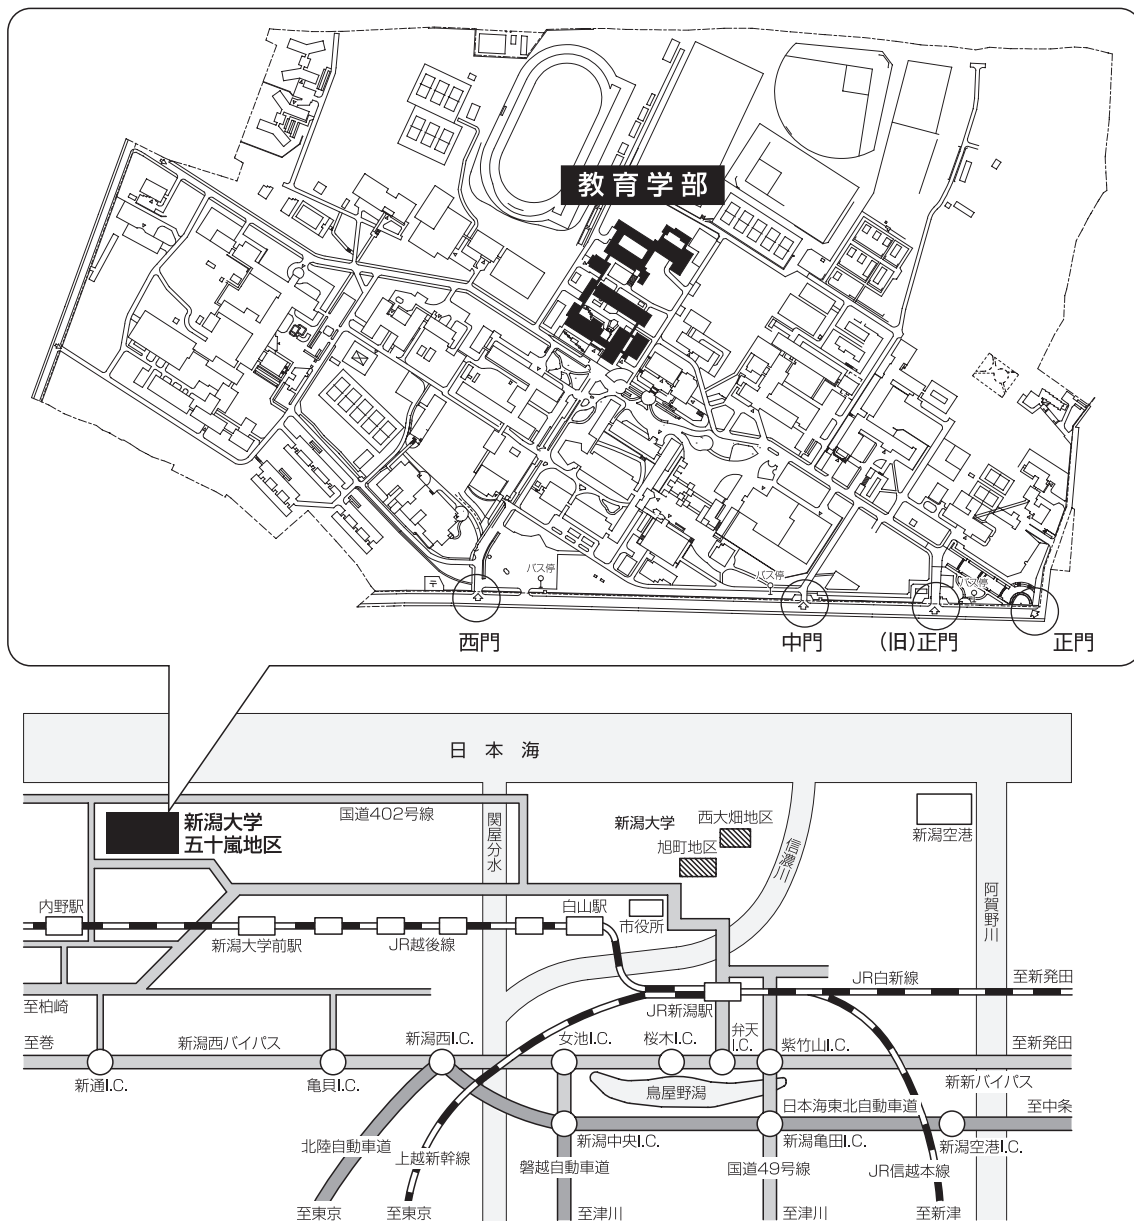 教育学部
バス停
バス停
バス停
〒
西門
中門
(旧)正門
正門
日本海
国道402号線
新潟大学
五十嵐地区
関屋分水
新潟大学
西大畑地区
旭町地区
信濃川
新潟空港
阿賀野川
内野駅
新潟大学前駅
JR越後線
白山駅
市役所
JR白新線
至新発田
至柏崎
JR新潟駅
至巻
新潟西バイパス
新潟西I.C.
女池I.C.
桜木I.C.
弁天
I.C.
紫竹山I.C.
至新発田
新通I.C.
亀貝I.C.
鳥屋野潟
新新バイパス
日本海東北自動車道
至中条
北陸自動車道
上越新幹線
新潟中央I.C.
磐越自動車道
新潟亀田I.C.
国道49号線
新潟空港I.C.
JR信越本線
至東京
至東京
至津川
至津川
至新津